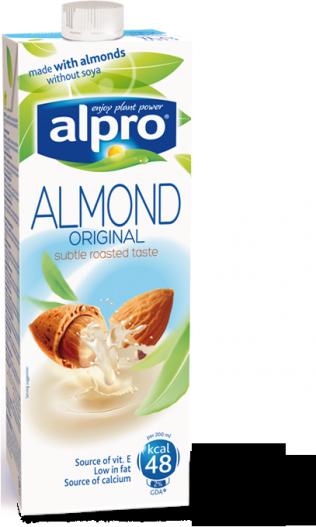 made with almonds
without soya
enjoy plant power
alpro®
ALMOND
ORIGINAL
subtle roasted taste
per 200 ml
kcal
48
2%
GDA*
Source of vit. E
Low in fat
Source of calcium